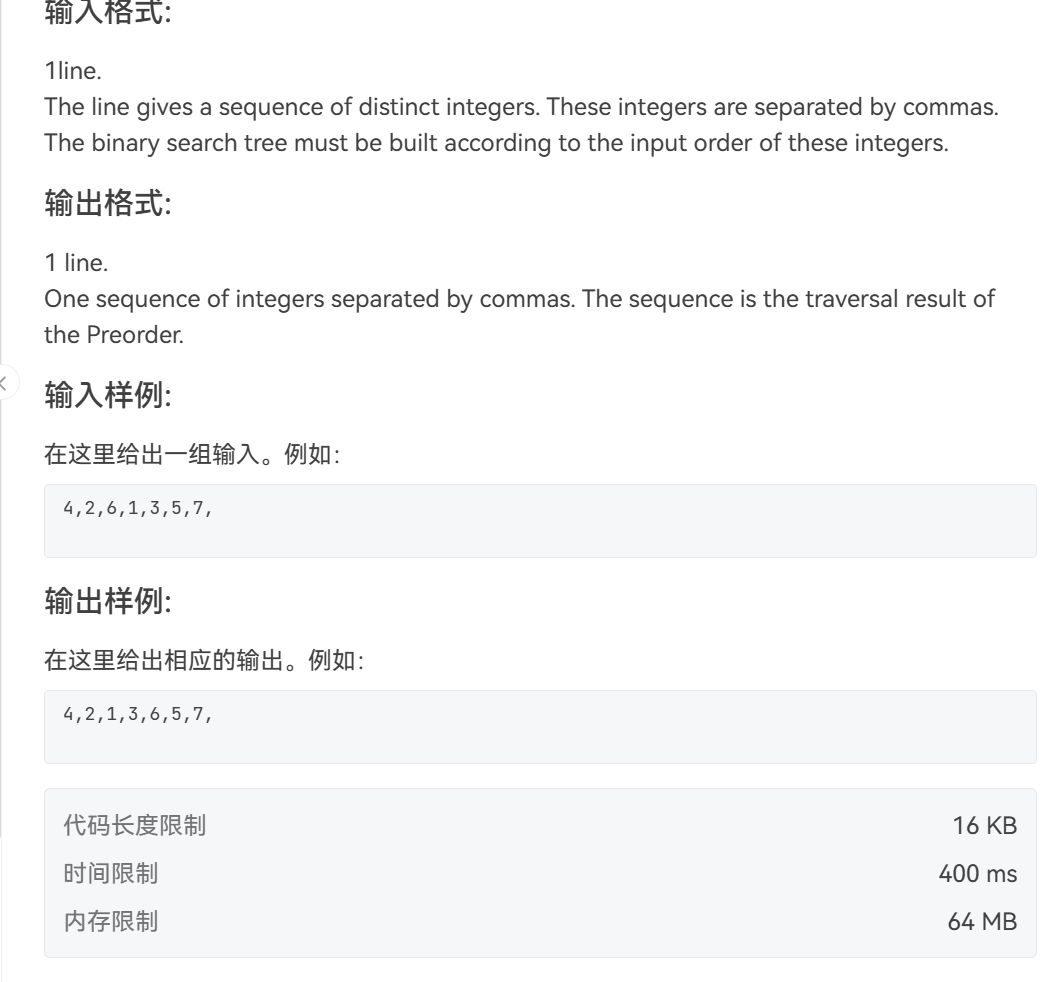 输入格式:
1line.
The line gives a sequence of distinct integers. These integers are separated by commas.
The binary search tree must be built according to the input order of these integers.
输出格式:
1 line.
One sequence of integers separated by commas. The sequence is the traversal result of
the Preorder.
输入样例:
在这里给出一组输入。例如：
4,2,6,1,3,5,7,
输出样例:
在这里给出相应的输出。例如：
4,2,1,3,6,5,7,
代码长度限制 16 KB
时间限制 400 ms
内存限制 64 MB